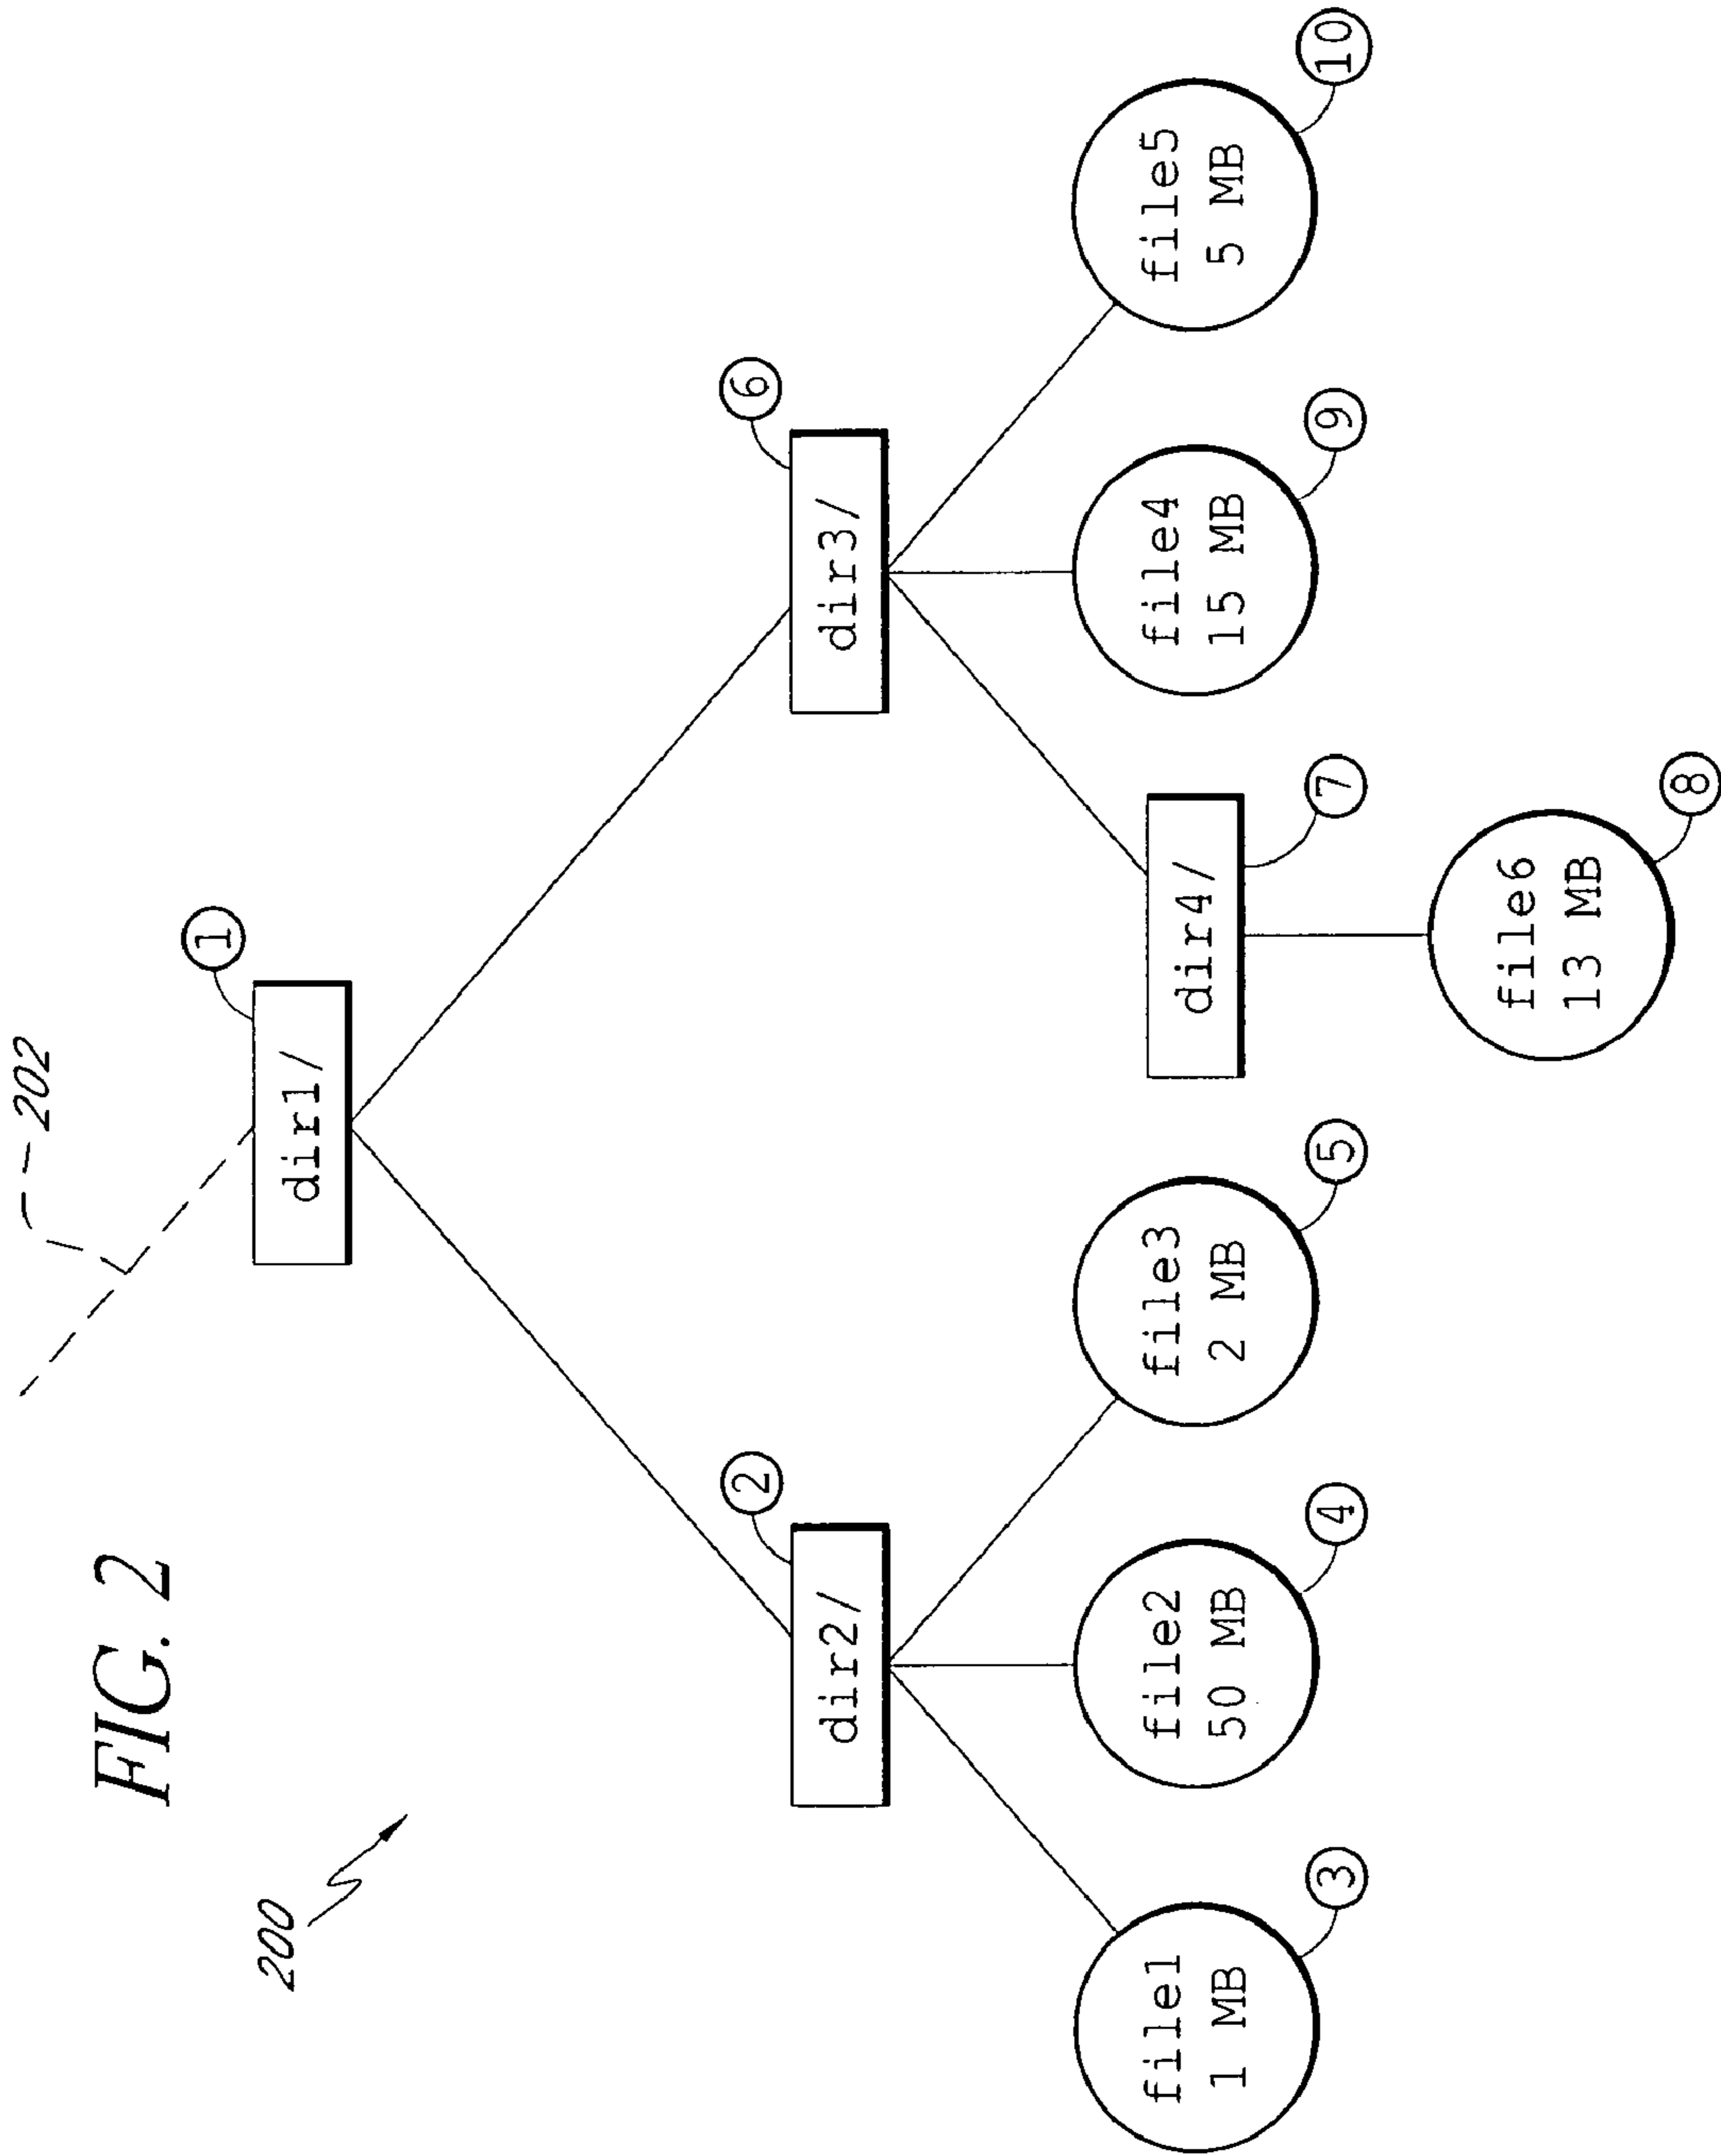 FIG. 2
200
202
dir1/
1
dir2/
2
dir3/
6
file1
1 MB
3
file2
50 MB
4
file3
2 MB
5
dir4/
7
file4
15 MB
9
file5
5 MB
10
file6
13 MB
8